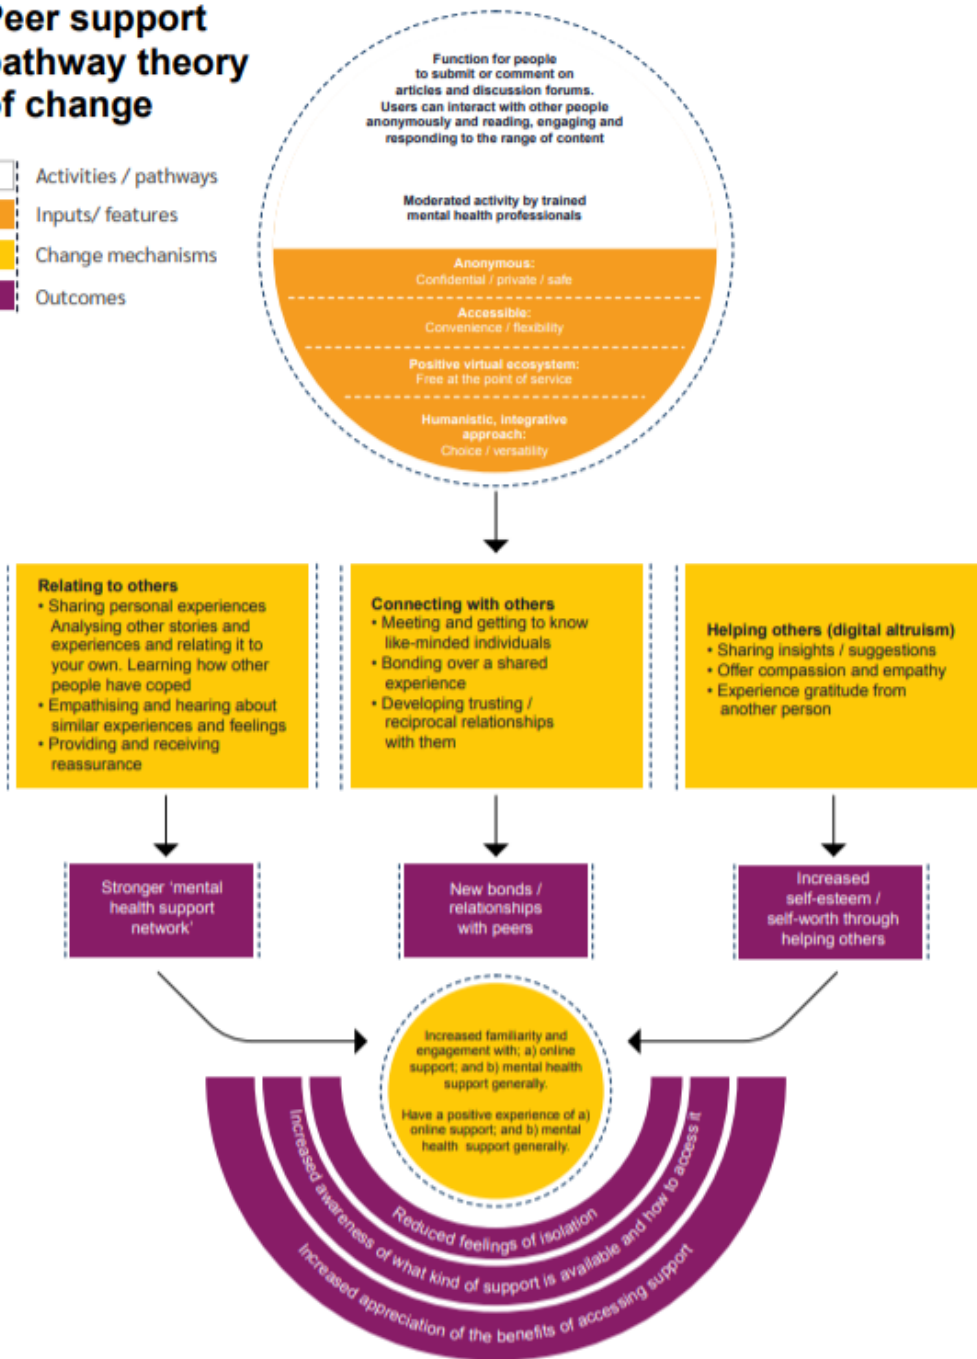 Peer support
pathway theory
of change
Activities / pathways
Inputs/ features
Change mechanisms
Outcomes
Function for people
to submit or comment on
articles and discussion forums.
Users can interact with other people
anonymously and reading, engaging and
responding to the range of content
Moderated activity by trained
mental health professionals
Anonymous:
Confidential / private / safe
Accessible:
Convenience / flexibility
Positive virtual ecosystem:
Free at the point of service
Humanistic, integrative
approach:
Choice / versatility
Relating to others
• Sharing personal experiences
Analysing other stories and
experiences and relating it to
your own. Learning how other
people have coped
• Empathising and hearing about
similar experiences and feelings
• Providing and receiving
reassurance
Connecting with others
• Meeting and getting to know
like-minded individuals
• Bonding over a shared
experience
• Developing trusting /
reciprocal relationships
with them
Helping others (digital altruism)
• Sharing insights / suggestions
• Offer compassion and empathy
• Experience gratitude from
another person
Stronger ‘mental
health support
network’
New bonds /
relationships
with peers
Increased
self-esteem /
self-worth through
helping others
Increased familiarity and
engagement with; a) online
support; and b) mental health
support generally.
Have a positive experience of a)
online support; and b) mental
health support generally.
Reduced feelings of isolation
Increased awareness of what kind of support is available and how to access it
Increased appreciation of the benefits of accessing support